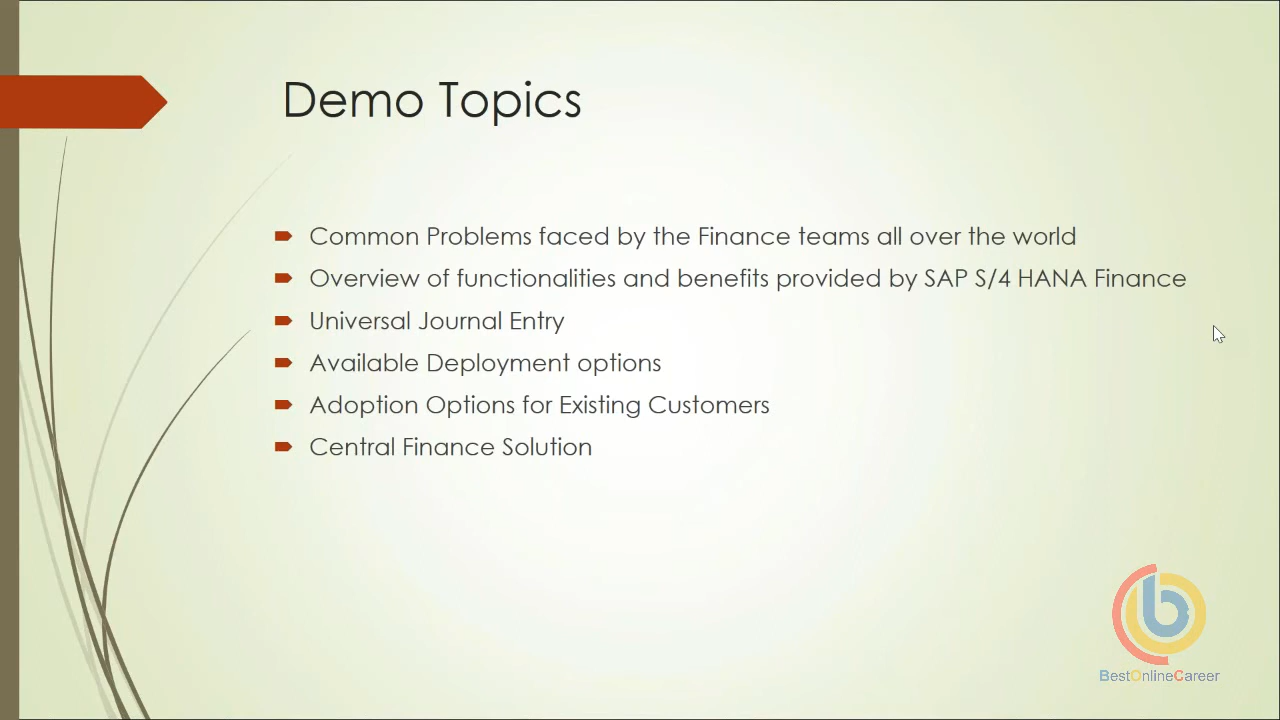 Demo Topics
Common Problems faced by the Finance teams all over the world
Overview of functionalities and benefits provided by SAP S/4 HANA Finance
Universal Journal Entry
Available Deployment options
Adoption Options for Existing Customers
Central Finance Solution
BestOnlineCareer